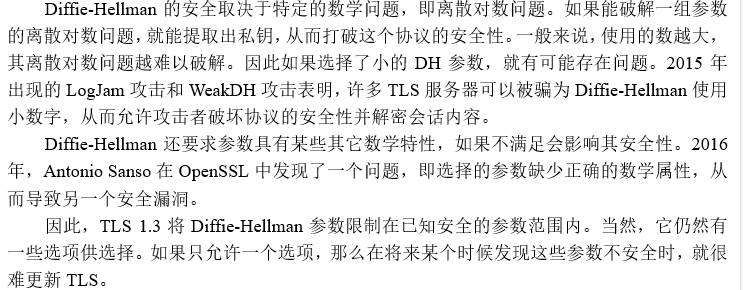 Diffie-Hellman 的安全取决于特定的数学问题，即离散对数问题。如果能破解一组参数
的离散对数问题，就能提取出私钥，从而打破这个协议的安全性。一般来说，使用的数越大，
其离散对数问题越难以破解。因此如果选择了小的 DH 参数，就有可能存在问题。2015 年
出现的 LogJam 攻击和 WeakDH 攻击表明，许多 TLS 服务器可以被骗为 Diffie-Hellman 使用
小数字，从而允许攻击者破坏协议的安全性并解密会话内容。
Diffie-Hellman 还要求参数具有某些其它数学特性，如果不满足会影响其安全性。2016
年，Antonio Sanso 在 OpenSSL 中发现了一个问题，即选择的参数缺少正确的数学属性，从
而导致另一个安全漏洞。
因此，TLS 1.3 将 Diffie-Hellman 参数限制在已知安全的参数范围内。当然，它仍然有
一些选项供选择。如果只允许一个选项，那么在将来某个时候发现这些参数不安全时，就很
难更新 TLS。